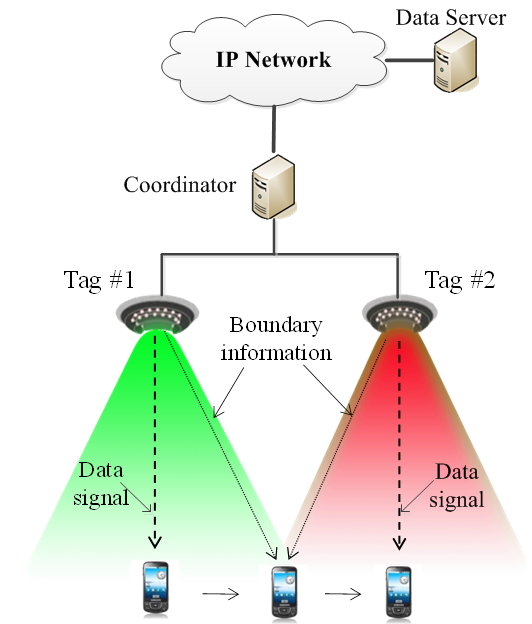 Data Server
IP Network
Coordinator
Tag #1
Tag #2
Boundary
information
Data
signal
Data
signal